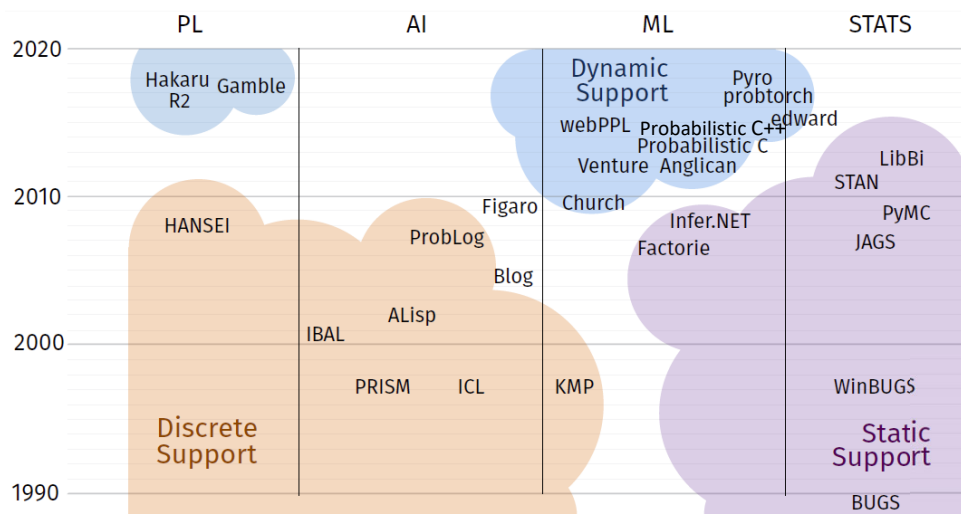 PL AI ML STATS
2020
Dynamic
Support
Hakaru
R2
Gamble
Pyro
probtorch
edward
webPPL
Probabilistic C++
Probabilistic C
Venture
Anglican
LibBi
STAN
2010
Figaro
Church
PyMC
HANSEI
ProbLog
Infer.NET
Factorie
JAGS
Blog
ALisp
IBAL
2000
PRISM
ICL
KMP
WinBUGS
Discrete
Support
Static
Support
1990
BUGS